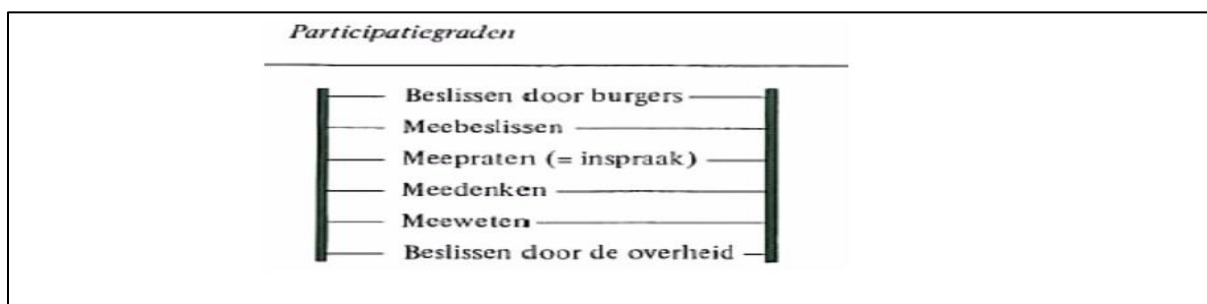 Participatiegraden
Beslissen door burgers
Meebeslissen
Meepraten (= inspraak)
Meedenken
Meeweten
Beslissen door de overheid